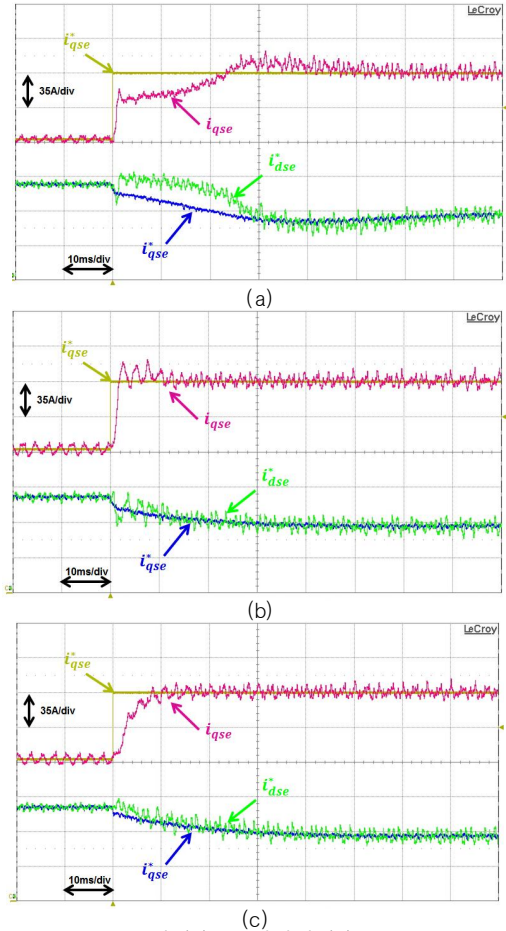 LeCroy
i*qse
35A/div
iqse
i*dse
i*qse
10ms/div
(a)
LeCroy
i*qse
35A/div
iqse
i*dse
i*qse
10ms/div
(b)
LeCroy
i*qse
35A/div
iqse
i*dse
i*qse
10ms/div
(c)